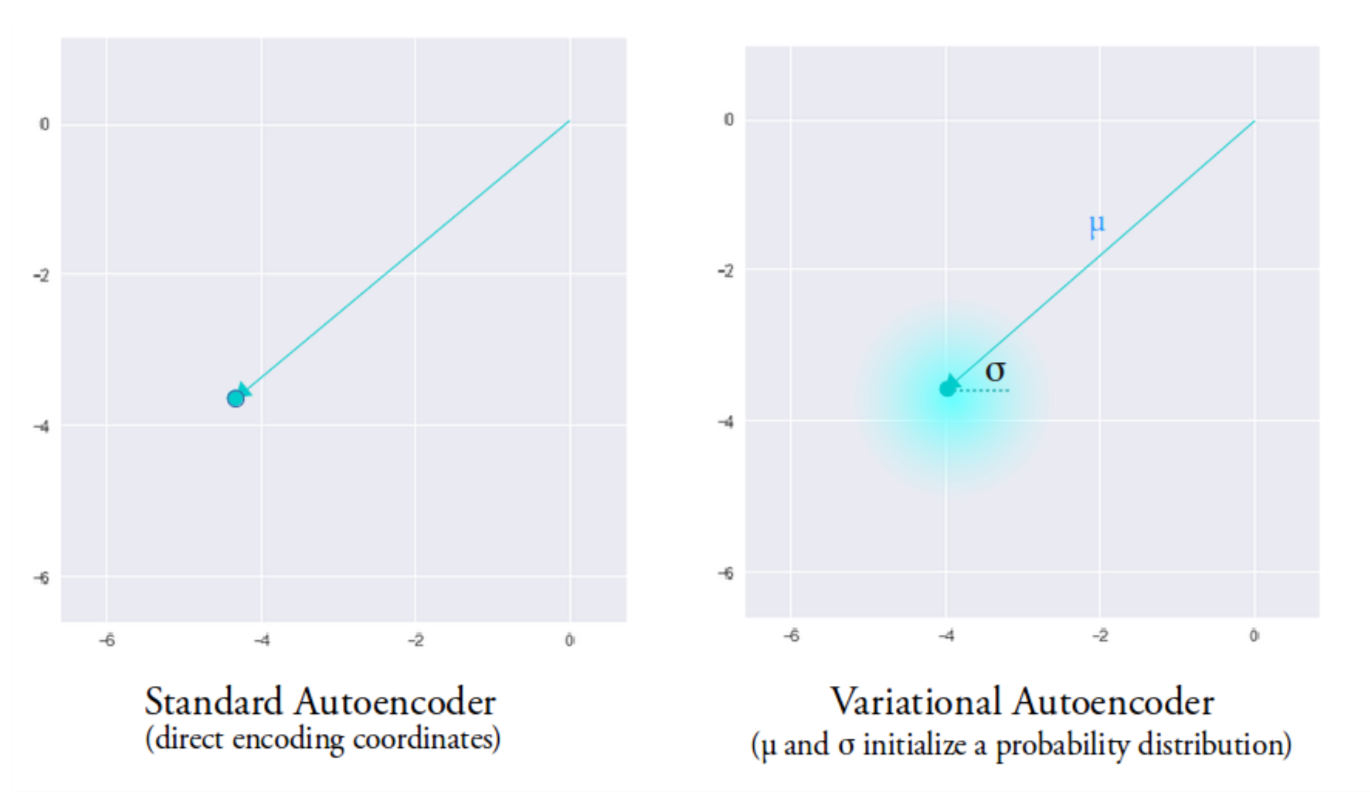 0
-2
-4
-6
-6 -4 -2 0
Standard Autoencoder
(direct encoding coordinates)
0
-2
-4
-6
μ
σ
-6 -4 -2 0
Variational Autoencoder
(μ and σ initialize a probability distribution)